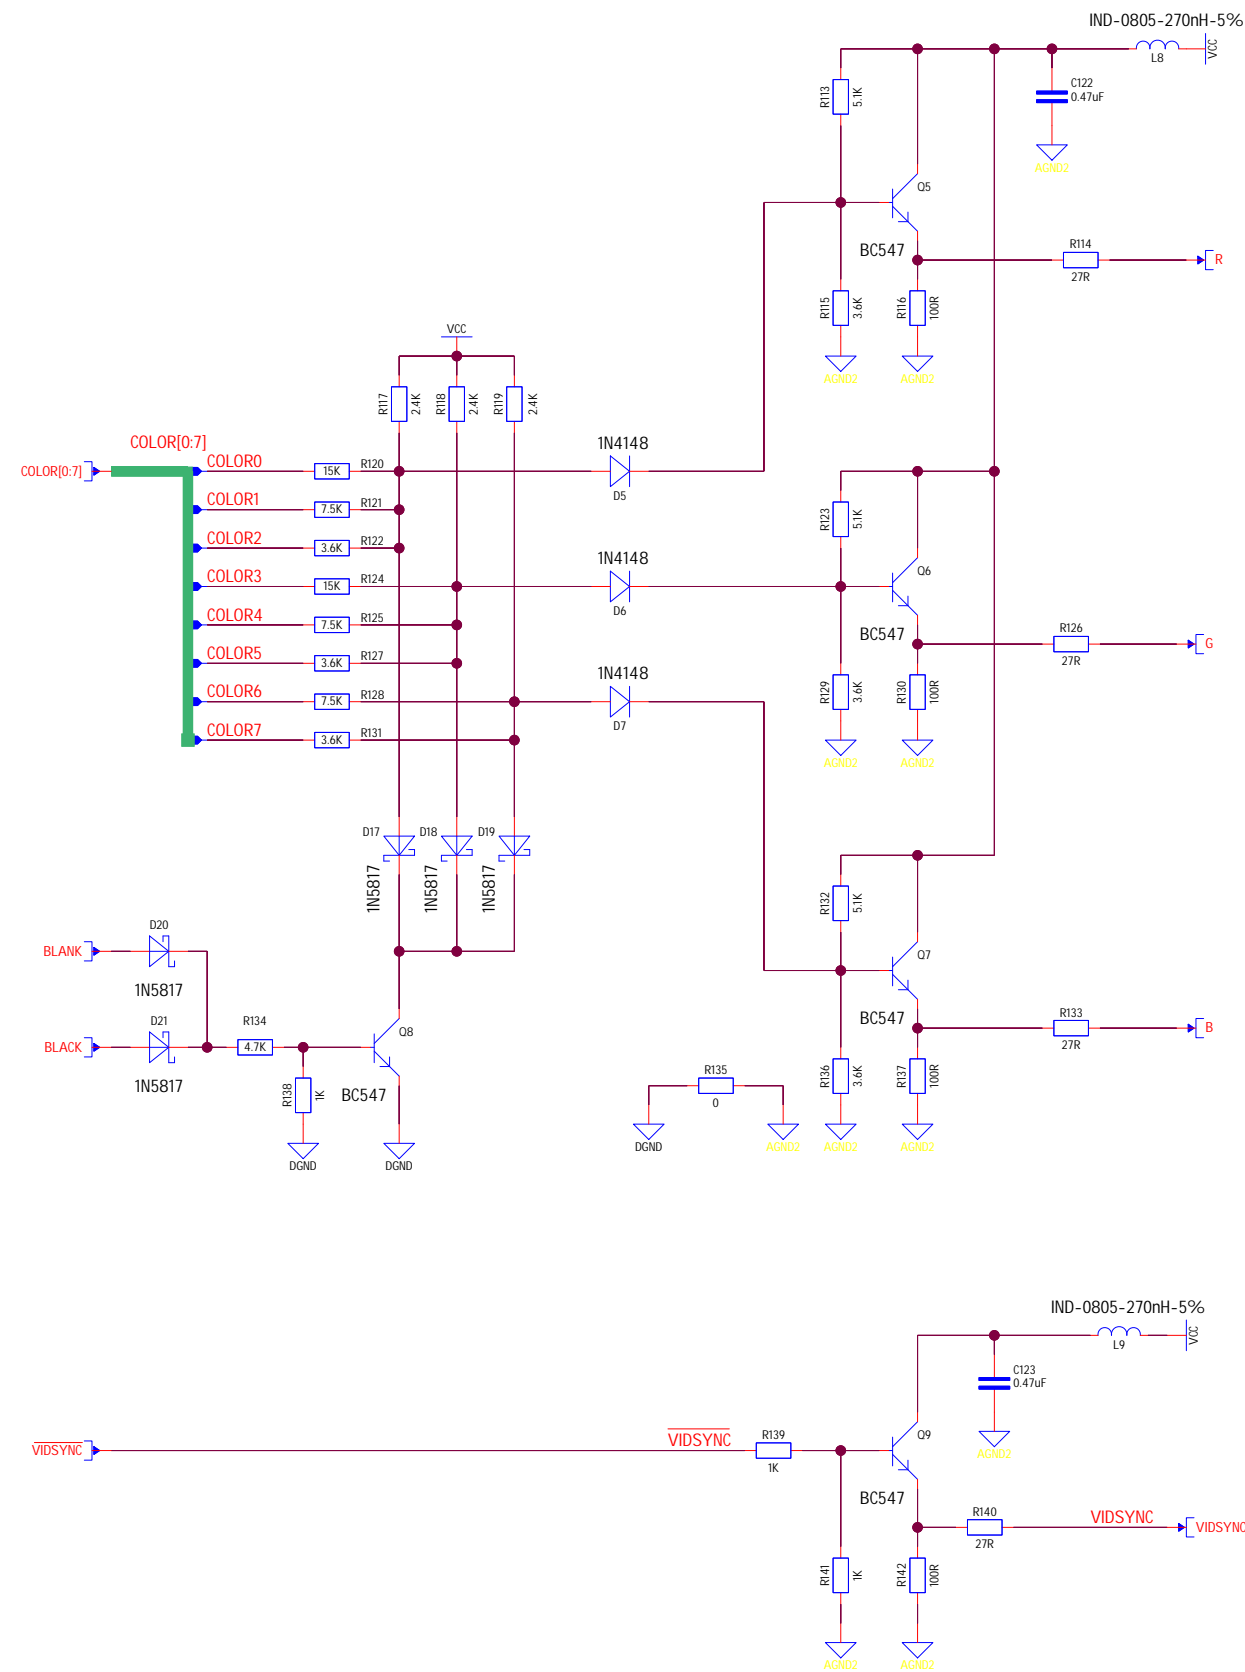 IND-0805-270nH-5%
L8
VCC
C122
0.47uF
AGND2
R113
5.1K
Q5
BC547
R114
27R
R
R115
3.6K
R116
100R
AGND2
AGND2
VCC
R117
2.4K
R118
2.4K
R119
2.4K
COLOR[0:7]
COLOR[0:7]
COLOR0
15K
R120
1N4148
D5
COLOR1
7.5K
R121
COLOR2
3.6K
R122
R123
5.1K
COLOR3
15K
R124
1N4148
D6
Q6
BC547
COLOR4
7.5K
R125
R126
27R
G
COLOR5
3.6K
R127
1N4148
D7
COLOR6
7.5K
R128
R129
3.6K
R130
100R
COLOR7
3.6K
R131
AGND2
AGND2
D17
1N5817
D18
1N5817
D19
1N5817
R132
5.1K
BLANK
D20
1N5817
Q7
BC547
BLACK
D21
1N5817
R134
4.7K
Q8
BC547
R138
1K
DGND
DGND
R133
27R
B
R135
0
DGND
AGND2
R136
3.6K
R137
100R
AGND2
AGND2
IND-0805-270nH-5%
L9
VCC
C123
0.47uF
AGND2
VIDSYNC
VIDSYNC
R139
1K
Q9
BC547
R140
27R
VIDSYNC
VIDSYNC
R141
1K
R142
100R
AGND2
AGND2